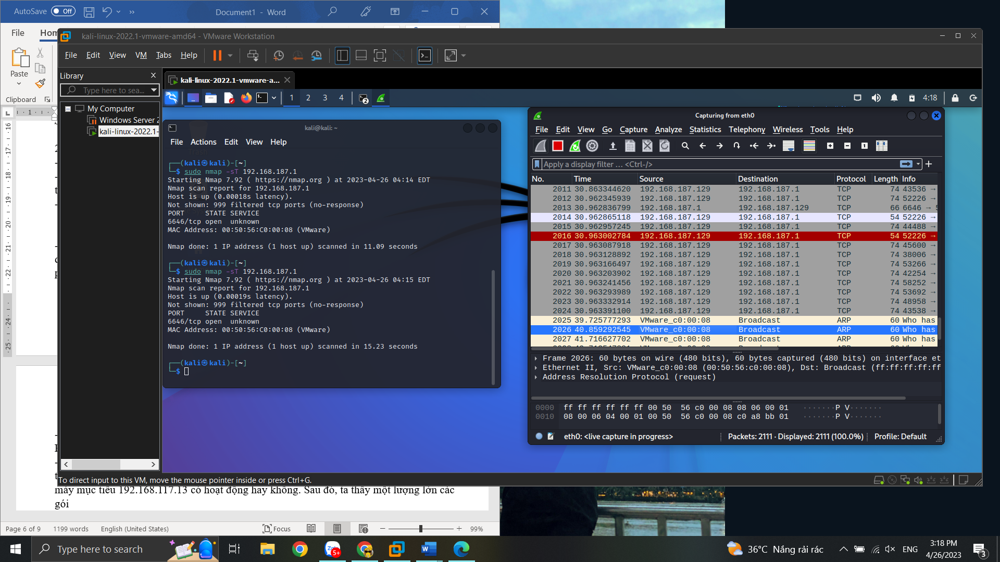 AutoSave Off
Document1 - Word
File
Hom
Paste
Clipboard
kali-linux-2022.1-vmware-amd64 - VMware Workstation
File Edit View VM Tabs Help
Library
Type here to sea...
My Computer
Windows Server 2
kali-linux-2022.1-
kali-linux-2022.1-vmware-a...
1 2 3 4
2
4:18
kali@kali: ~
File Actions Edit View Help
(kali㉿kali)-[~]
$ sudo nmap -sT 192.168.187.1
Starting Nmap 7.92 ( https://nmap.org ) at 2023-04-26 04:14 EDT
Nmap scan report for 192.168.187.1
Host is up (0.00018s latency).
Not shown: 999 filtered tcp ports (no-response)
PORT STATE SERVICE
6646/tcp open unknown
MAC Address: 00:50:56:C0:00:08 (VMware)
Nmap done: 1 IP address (1 host up) scanned in 11.09 seconds
(kali㉿kali)-[~]
$ sudo nmap -sT 192.168.187.1
Starting Nmap 7.92 ( https://nmap.org ) at 2023-04-26 04:15 EDT
Nmap scan report for 192.168.187.1
Host is up (0.00019s latency).
Not shown: 999 filtered tcp ports (no-response)
PORT STATE SERVICE
6646/tcp open unknown
MAC Address: 00:50:56:C0:00:08 (VMware)
Nmap done: 1 IP address (1 host up) scanned in 15.23 seconds
(kali㉿kali)-[~]
$
Capturing from eth0
File Edit View Go Capture Analyze Statistics Telephony Wireless Tools Help
Apply a display filter ... <Ctrl-/>
No. Time Source Destination Protocol Length Info
2011 30.863344620 192.168.187.129 192.168.187.1 TCP 74 43536 →
2012 30.962345939 192.168.187.129 192.168.187.1 TCP 74 52226 →
2013 30.962836799 192.168.187.1 192.168.187.129 TCP 66 6646 → 5
2014 30.962865118 192.168.187.129 192.168.187.1 TCP 54 52226 →
2015 30.962957245 192.168.187.129 192.168.187.1 TCP 74 44488 →
2016 30.963002784 192.168.187.129 192.168.187.1 TCP 54 52226 →
2017 30.963087918 192.168.187.129 192.168.187.1 TCP 74 45600 →
2018 30.963128892 192.168.187.129 192.168.187.1 TCP 74 38006 →
2019 30.963166497 192.168.187.129 192.168.187.1 TCP 74 53266 →
2020 30.963203902 192.168.187.129 192.168.187.1 TCP 74 42254 →
2021 30.963241456 192.168.187.129 192.168.187.1 TCP 74 58252 →
2022 30.963293989 192.168.187.129 192.168.187.1 TCP 74 53692 →
2023 30.963332914 192.168.187.129 192.168.187.1 TCP 74 48958 →
2024 30.963391100 192.168.187.129 192.168.187.1 TCP 74 43538 →
2025 39.725777293 VMware_c0:00:08 Broadcast ARP 60 Who has
2026 40.859292545 VMware_c0:00:08 Broadcast ARP 60 Who has
2027 41.716627702 VMware_c0:00:08 Broadcast ARP 60 Who has
Frame 2026: 60 bytes on wire (480 bits), 60 bytes captured (480 bits) on interface et
Ethernet II, Src: VMware_c0:00:08 (00:50:56:c0:00:08), Dst: Broadcast (ff:ff:ff:ff:ff
Address Resolution Protocol (request)
0000 ff ff ff ff ff ff 00 50 56 c0 00 08 08 06 00 01 ·······P V·······
0010 08 00 06 04 00 01 00 50 56 c0 00 08 c0 a8 bb 01 ·······P V·······
eth0: <live capture in progress>
Packets: 2111 · Displayed: 2111 (100.0%)
Profile: Default
To direct input to this VM, move the mouse pointer inside or press Ctrl+G.
máy mục tiêu 192.168.117.13 có hoạt động hay không. Sau đó, ta thấy một lượng lớn các
gói
Page 6 of 9 1199 words English (United States) Focus 99%
Type here to search
5+
36°C Nắng rải rác
ENG
3:18 PM
4/26/2023
3